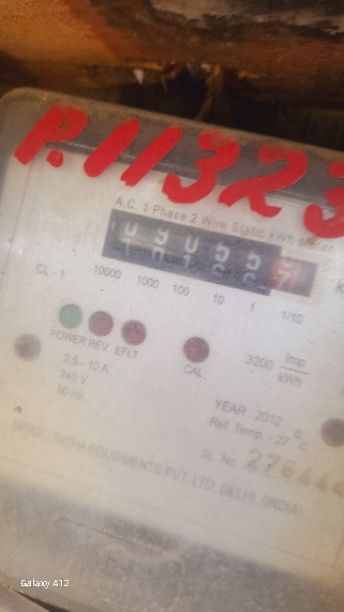 P.11323
A.C. 1 Phase 2 Wire Static kWh Meter
CL - 1 10000 1000 100 10 1 1/10
POWER REV. EFLT CAL. 3200 Imp/kWh
2.5 - 10 A
240 V.
50 Hz.
YEAR - 2012
Ref. Temp. - 27 °C
SL. No. 276444
EQUIPMENTS PVT. LTD. DELHI, (INDIA)
Galaxy A12